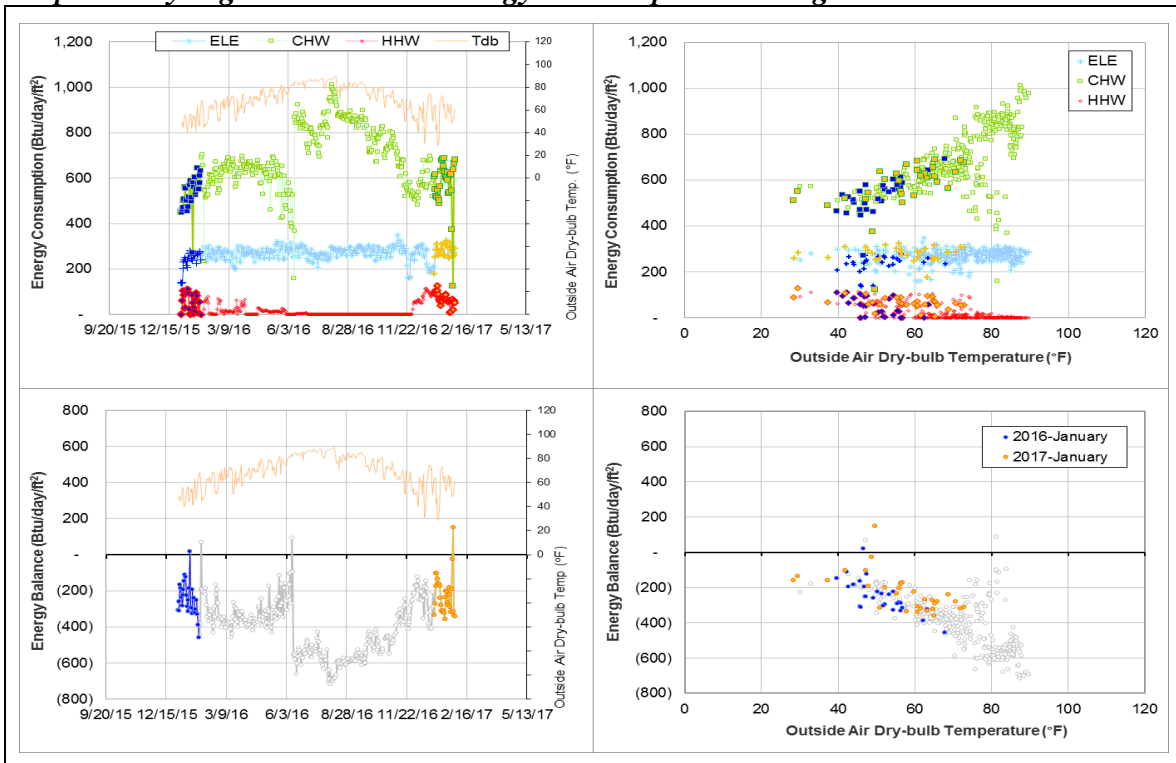 ELE CHW HHW Tdb
1,200
1,000
800
600
400
200
-
Energy Consumption (Btu/day/ft²)
120
100
80
60
40
20
0
Outside Air Dry-bulb Temp. (°F)
9/20/15 12/15/15 3/9/16 6/3/16 8/28/16 11/22/16 2/16/17 5/13/17
1,200
1,000
800
600
400
200
-
Energy Consumption (Btu/day/ft²)
ELE
CHW
HHW
0 20 40 60 80 100 120
Outside Air Dry-bulb Temperature (°F)
800
600
400
200
-
(200)
(400)
(600)
(800)
Energy Balance (Btu/day/ft²)
120
100
80
60
40
20
0
Outside Air Dry-bulb Temp (°F)
9/20/15 12/15/15 3/9/16 6/3/16 8/28/16 11/22/16 2/16/17 5/13/17
800
600
400
200
-
(200)
(400)
(600)
(800)
Energy Balance (Btu/day/ft²)
2016-January
2017-January
0 20 40 60 80 100 120
Outside Air Dry-bulb Temperature (°F)